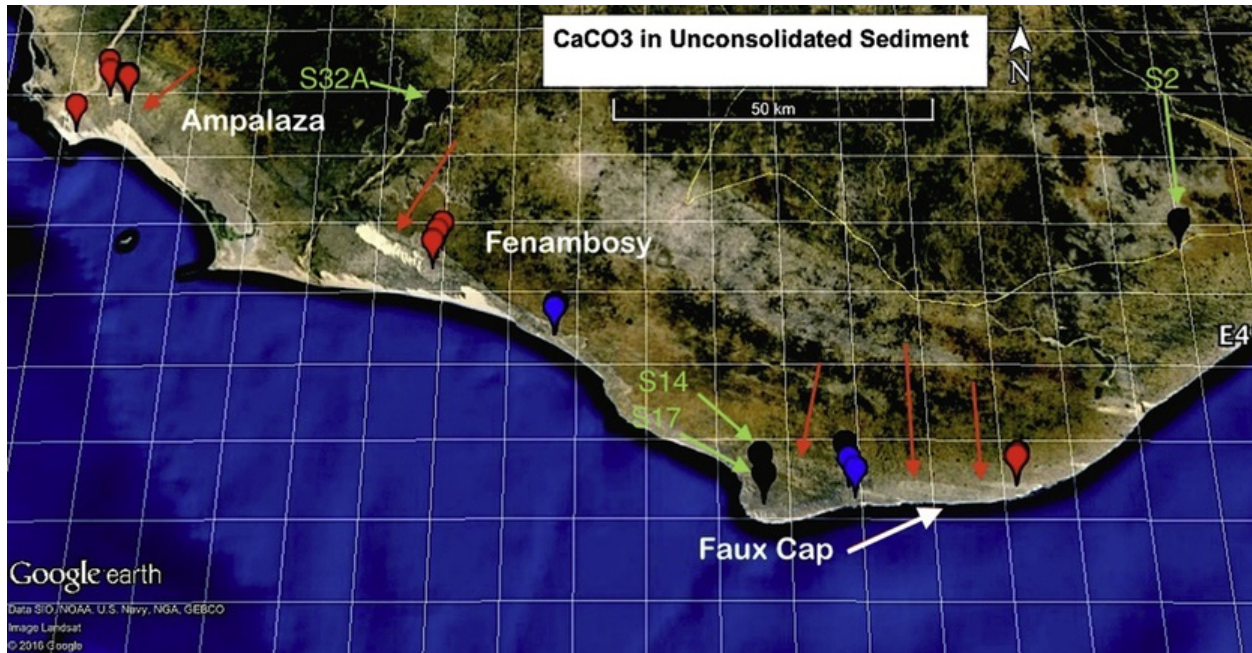 CaCO3 in Unconsolidated Sediment
N
50 km
S32A
S2
Ampalaza
Fenambosy
E4
S14
S17
Faux Cap
Google earth
Data SIO, NOAA, U.S. Navy, NGA, GEBCO
Image Landsat
© 2016 Google